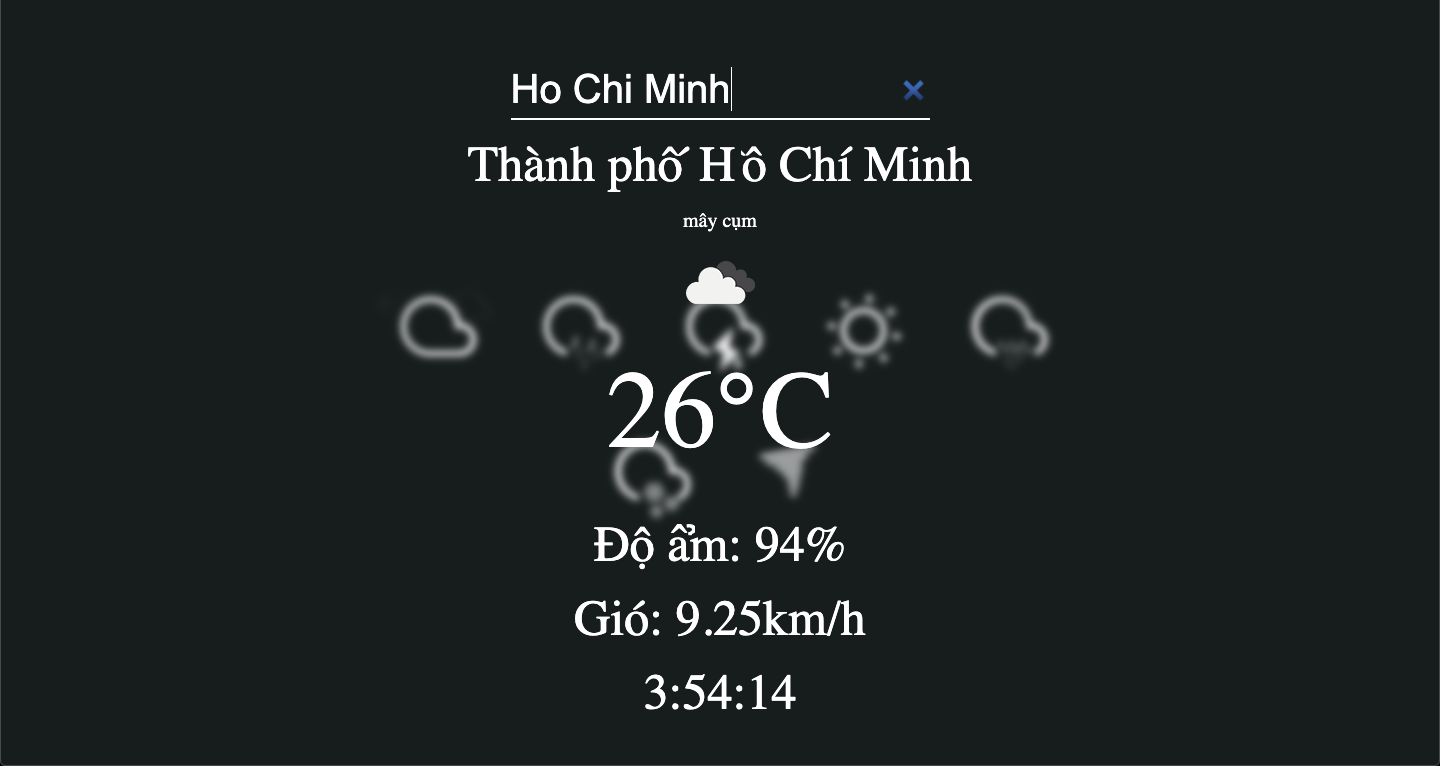 Ho Chi Minh
Thành phố Hồ Chí Minh
mây cụm
26°C
Độ ẩm: 94%
Gió: 9.25km/h
3:54:14